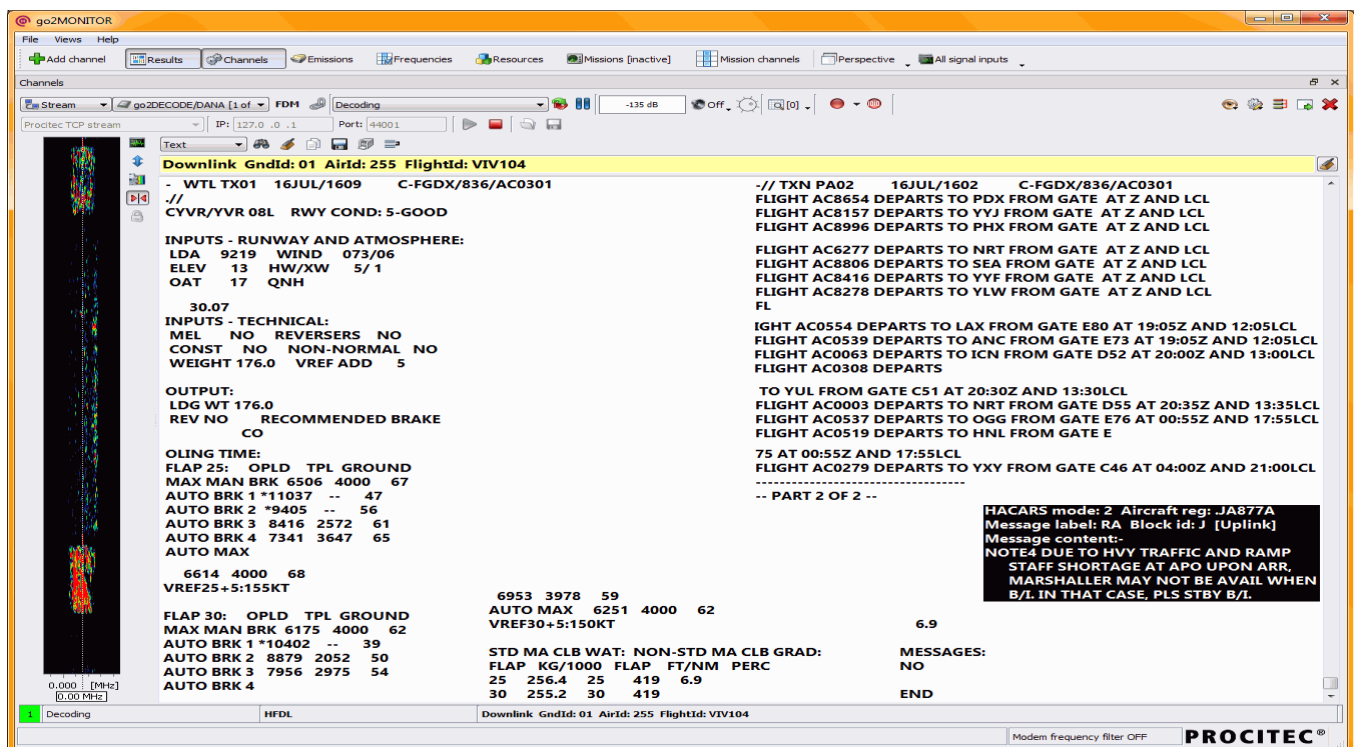 go2MONITOR
File Views Help
Add channel Results Channels Emissions Frequencies Resources Missions [inactive] Mission channels Perspective All signal inputs
Channels
Stream go2DECODE/DANA [1 of FDM Decoding -135 dB Off [0]
Procitec TCP stream IP: 127.0 .0 .1 Port: 44001
Text
Downlink GndId: 01 AirId: 255 FlightId: VIV104
- WTL TX01 16JUL/1609 C-FGDX/836/AC0301
.//
CYVR/YVR 08L RWY COND: 5-GOOD
INPUTS - RUNWAY AND ATMOSPHERE:
LDA 9219 WIND 073/06
ELEV 13 HW/XW 5/ 1
OAT 17 QNH
30.07
INPUTS - TECHNICAL:
MEL NO REVERSERS NO
CONST NO NON-NORMAL NO
WEIGHT 176.0 VREF ADD 5
OUTPUT:
LDG WT 176.0
REV NO RECOMMENDED BRAKE
CO
OLING TIME:
FLAP 25: OPLD TPL GROUND
MAX MAN BRK 6506 4000 67
AUTO BRK 1 *11037 -- 47
AUTO BRK 2 *9405 -- 56
AUTO BRK 3 8416 2572 61
AUTO BRK 4 7341 3647 65
AUTO MAX
6614 4000 68
VREF25+5:155KT
FLAP 30: OPLD TPL GROUND
MAX MAN BRK 6175 4000 62
AUTO BRK 1 *10402 -- 39
AUTO BRK 2 8879 2052 50
AUTO BRK 3 7956 2975 54
AUTO BRK 4
6953 3978 59
AUTO MAX 6251 4000 62
VREF30+5:150KT
STD MA CLB WAT: NON-STD MA CLB GRAD:
FLAP KG/1000 FLAP FT/NM PERC
25 256.4 25 419 6.9
30 255.2 30 419
6.9
MESSAGES:
NO
END
-// TXN PA02 16JUL/1602 C-FGDX/836/AC0301
FLIGHT AC8654 DEPARTS TO PDX FROM GATE AT Z AND LCL
FLIGHT AC8157 DEPARTS TO YYJ FROM GATE AT Z AND LCL
FLIGHT AC8996 DEPARTS TO PHX FROM GATE AT Z AND LCL
FLIGHT AC6277 DEPARTS TO NRT FROM GATE AT Z AND LCL
FLIGHT AC8806 DEPARTS TO SEA FROM GATE AT Z AND LCL
FLIGHT AC8416 DEPARTS TO YYF FROM GATE AT Z AND LCL
FLIGHT AC8278 DEPARTS TO YLW FROM GATE AT Z AND LCL
FL
IGHT AC0554 DEPARTS TO LAX FROM GATE E80 AT 19:05Z AND 12:05LCL
FLIGHT AC0539 DEPARTS TO ANC FROM GATE E73 AT 19:05Z AND 12:05LCL
FLIGHT AC0063 DEPARTS TO ICN FROM GATE D52 AT 20:00Z AND 13:00LCL
FLIGHT AC0308 DEPARTS
TO YUL FROM GATE C51 AT 20:30Z AND 13:30LCL
FLIGHT AC0003 DEPARTS TO NRT FROM GATE D55 AT 20:35Z AND 13:35LCL
FLIGHT AC0537 DEPARTS TO OGG FROM GATE E76 AT 00:55Z AND 17:55LCL
FLIGHT AC0519 DEPARTS TO HNL FROM GATE E
75 AT 00:55Z AND 17:55LCL
FLIGHT AC0279 DEPARTS TO YXY FROM GATE C46 AT 04:00Z AND 21:00LCL
----------------------------------
-- PART 2 OF 2 --
HACARS mode: 2 Aircraft reg: .JA877A
Message label: RA Block id: J [Uplink]
Message content:-
NOTE4 DUE TO HVY TRAFFIC AND RAMP
STAFF SHORTAGE AT APO UPON ARR,
MARSHALLER MAY NOT BE AVAIL WHEN
B/I. IN THAT CASE, PLS STBY B/I.
0.000 [MHz]
0.00 MHz
1 Decoding HFDL Downlink GndId: 01 AirId: 255 FlightId: VIV104
Modem frequency filter OFF PROCITEC®